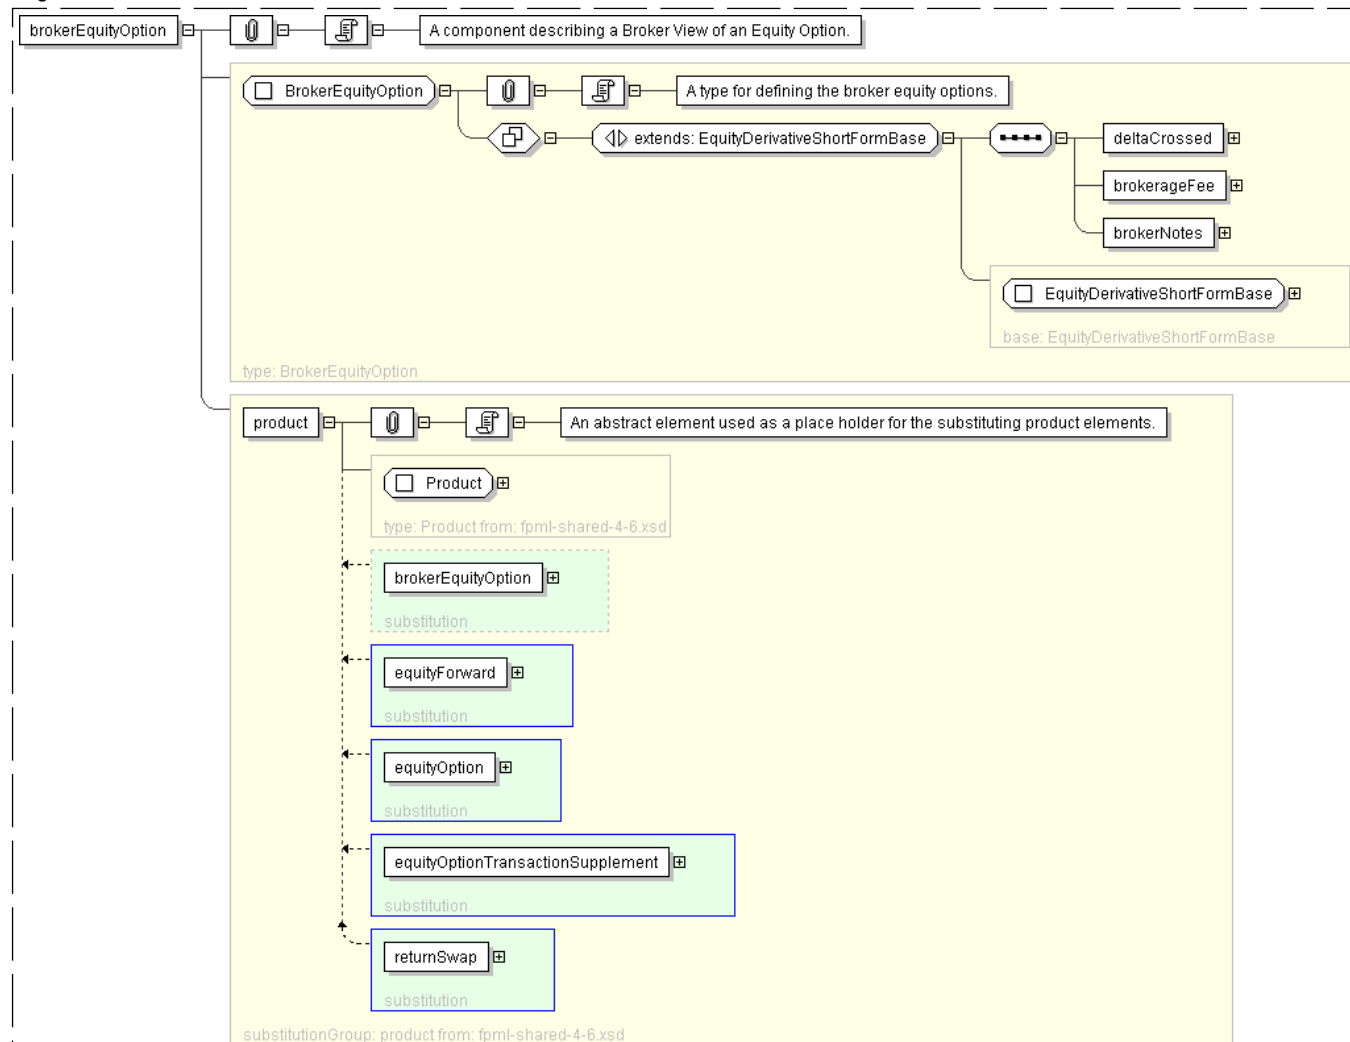 brokerEquityOption
A component describing a Broker View of an Equity Option.
BrokerEquityOption
A type for defining the broker equity options.
extends: EquityDerivativeShortFormBase
deltaCrossed
brokerageFee
brokerNotes
EquityDerivativeShortFormBase
base: EquityDerivativeShortFormBase
type: BrokerEquityOption
product
An abstract element used as a place holder for the substituting product elements.
Product
type: Product from: fpml-shared-4-6.xsd
brokerEquityOption
substitution
equityForward
substitution
equityOption
substitution
equityOptionTransactionSupplement
substitution
returnSwap
substitution
substitutionGroup: product from: fpml-shared-4-6.xsd